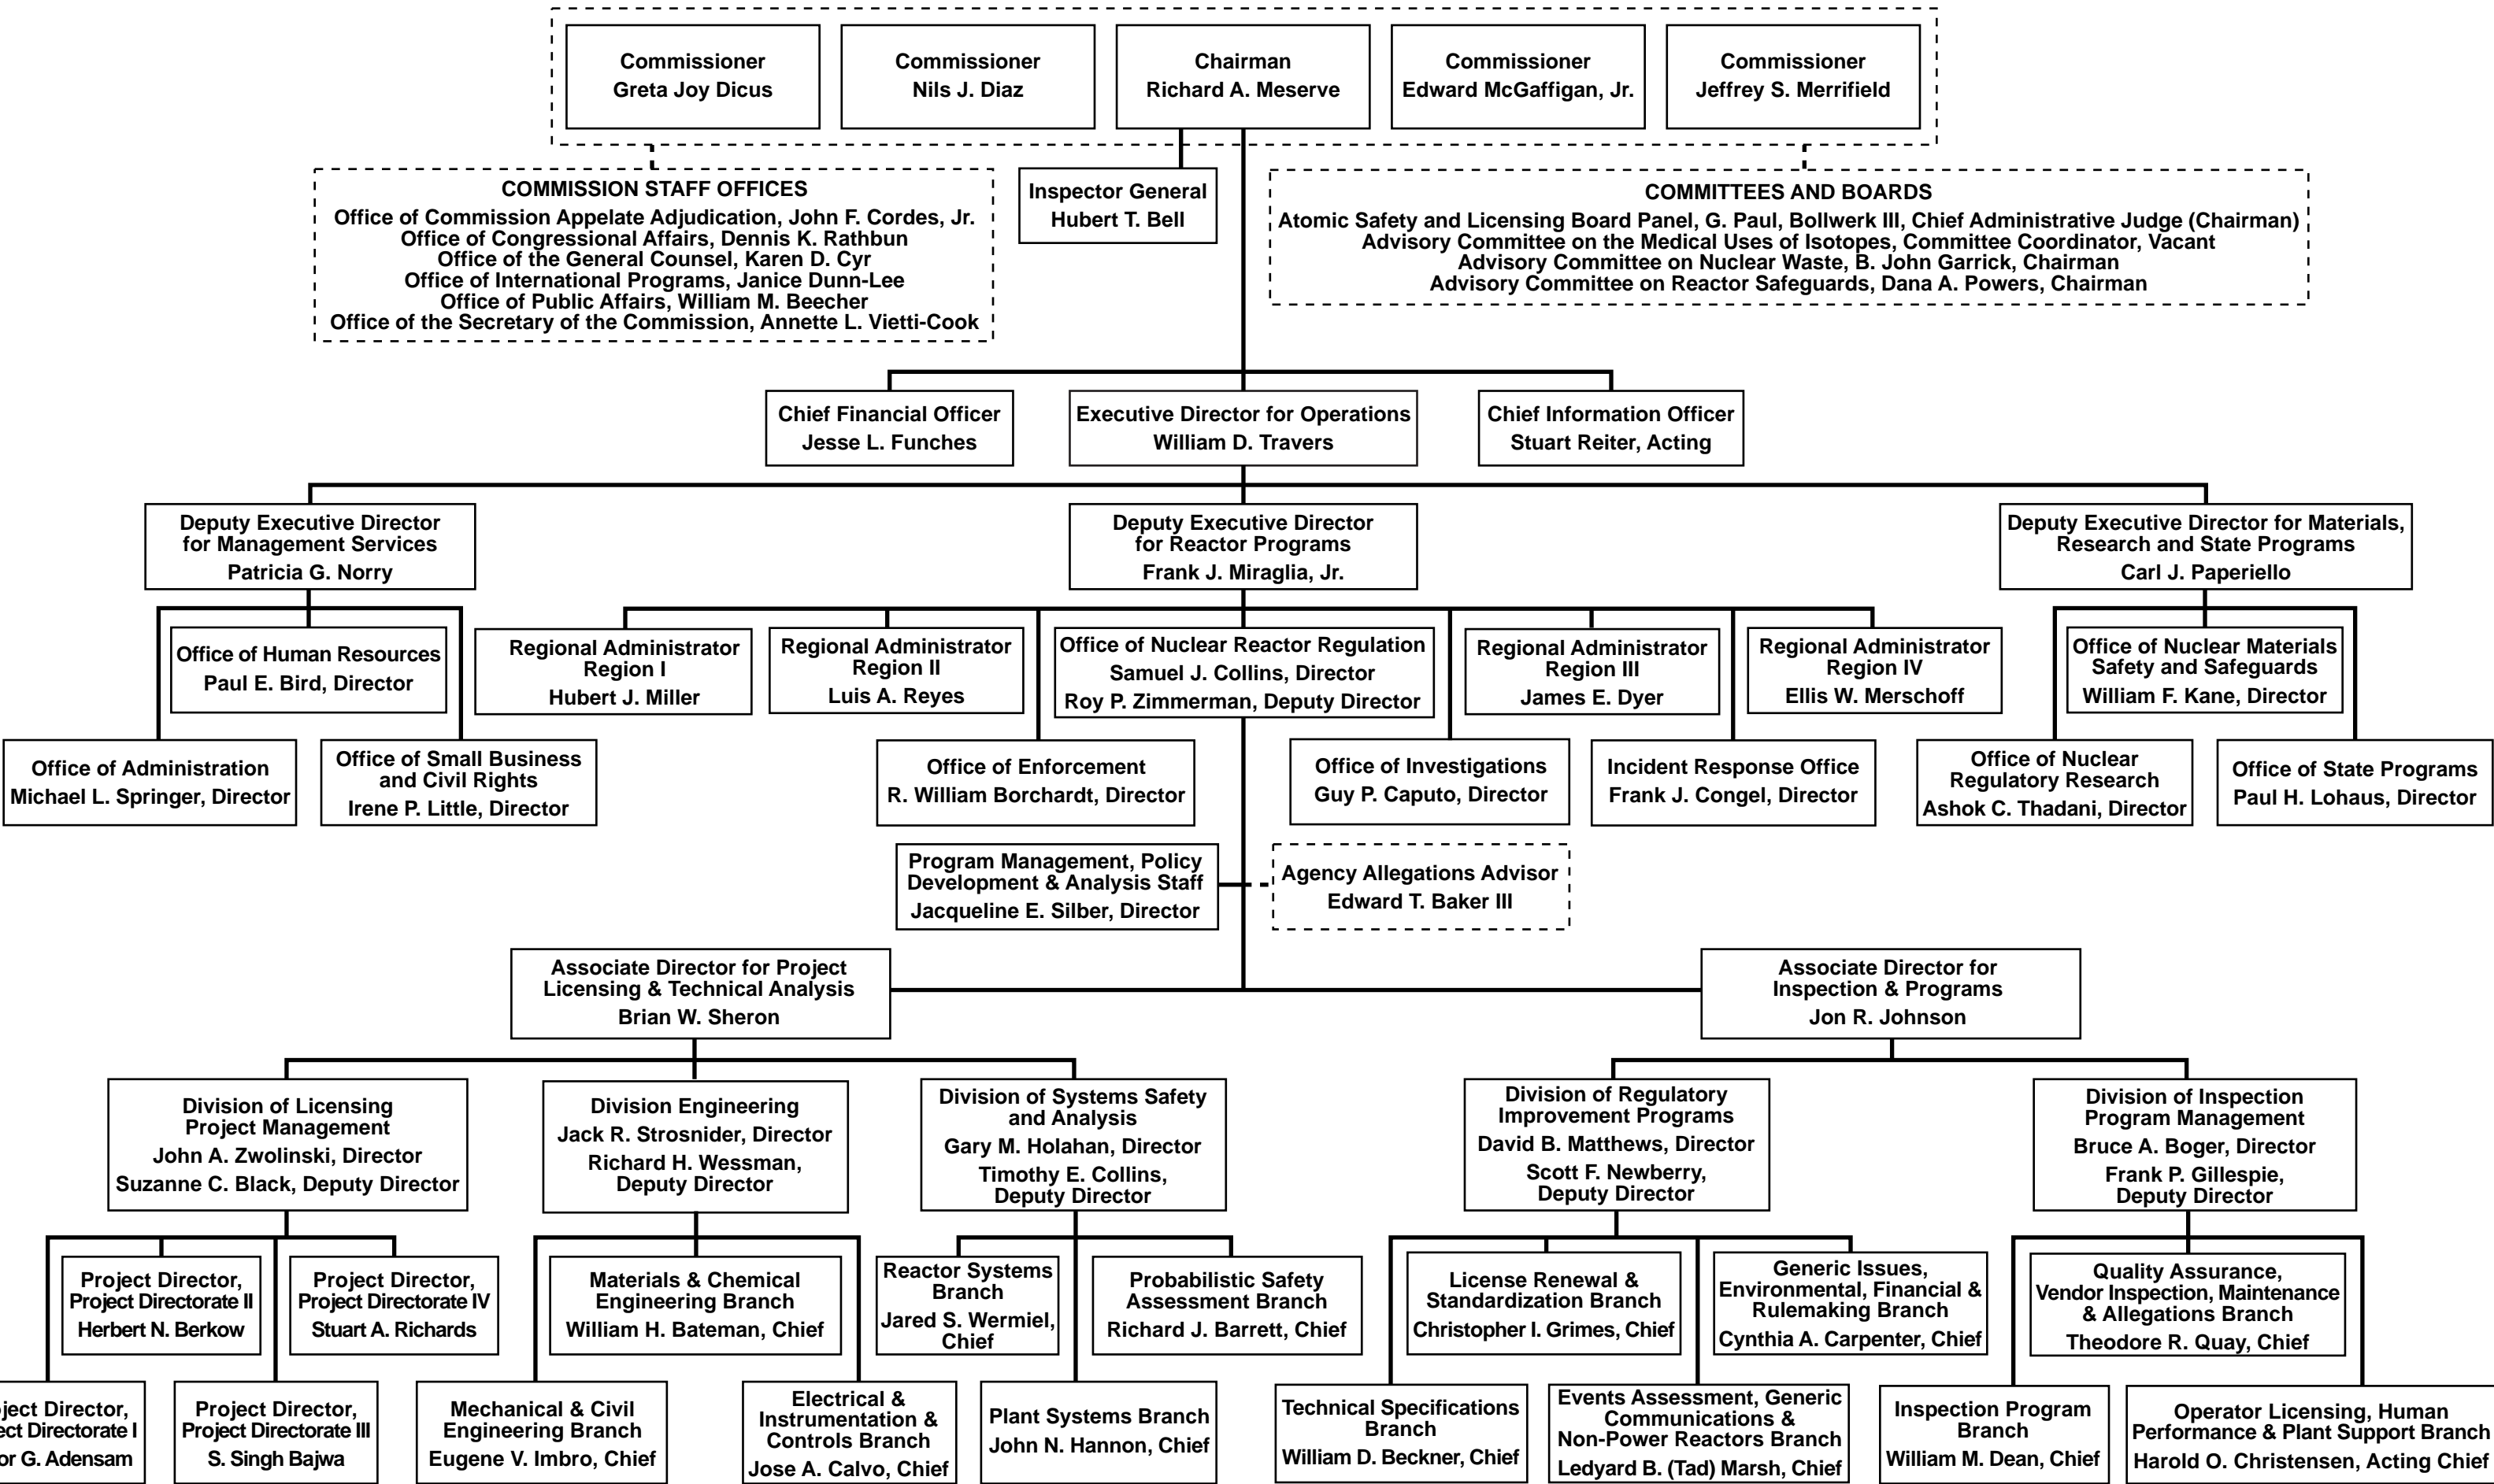 Commissioner
Greta Joy Dicus
Commissioner
Nils J. Diaz
Chairman
Richard A. Meserve
Commissioner
Edward McGaffigan, Jr.
Commissioner
Jeffrey S. Merrifield
COMMISSION STAFF OFFICES
Office of Commission Appelate Adjudication, John F. Cordes, Jr.
Office of Congressional Affairs, Dennis K. Rathbun
Office of the General Counsel, Karen D. Cyr
Office of International Programs, Janice Dunn-Lee
Office of Public Affairs, William M. Beecher
Office of the Secretary of the Commission, Annette L. Vietti-Cook
Inspector General
Hubert T. Bell
COMMITTEES AND BOARDS
Atomic Safety and Licensing Board Panel, G. Paul, Bollwerk III, Chief Administrative Judge (Chairman)
Advisory Committee on the Medical Uses of Isotopes, Committee Coordinator, Vacant
Advisory Committee on Nuclear Waste, B. John Garrick, Chairman
Advisory Committee on Reactor Safeguards, Dana A. Powers, Chairman
Chief Financial Officer
Jesse L. Funches
Executive Director for Operations
William D. Travers
Chief Information Officer
Stuart Reiter, Acting
Deputy Executive Director
for Management Services
Patricia G. Norry
Deputy Executive Director
for Reactor Programs
Frank J. Miraglia, Jr.
Deputy Executive Director for Materials,
Research and State Programs
Carl J. Paperiello
Office of Human Resources
Paul E. Bird, Director
Regional Administrator
Region I
Hubert J. Miller
Regional Administrator
Region II
Luis A. Reyes
Office of Nuclear Reactor Regulation
Samuel J. Collins, Director
Roy P. Zimmerman, Deputy Director
Regional Administrator
Region III
James E. Dyer
Regional Administrator
Region IV
Ellis W. Merschoff
Office of Nuclear Materials
Safety and Safeguards
William F. Kane, Director
Office of Administration
Michael L. Springer, Director
Office of Small Business
and Civil Rights
Irene P. Little, Director
Office of Enforcement
R. William Borchardt, Director
Office of Investigations
Guy P. Caputo, Director
Incident Response Office
Frank J. Congel, Director
Office of Nuclear
Regulatory Research
Ashok C. Thadani, Director
Office of State Programs
Paul H. Lohaus, Director
Program Management, Policy
Development & Analysis Staff
Jacqueline E. Silber, Director
Agency Allegations Advisor
Edward T. Baker III
Associate Director for Project
Licensing & Technical Analysis
Brian W. Sheron
Associate Director for
Inspection & Programs
Jon R. Johnson
Division of Licensing
Project Management
John A. Zwolinski, Director
Suzanne C. Black, Deputy Director
Division Engineering
Jack R. Strosnider, Director
Richard H. Wessman,
Deputy Director
Division of Systems Safety
and Analysis
Gary M. Holahan, Director
Timothy E. Collins,
Deputy Director
Division of Regulatory
Improvement Programs
David B. Matthews, Director
Scott F. Newberry,
Deputy Director
Division of Inspection
Program Management
Bruce A. Boger, Director
Frank P. Gillespie,
Deputy Director
Project Director,
Project Directorate II
Herbert N. Berkow
Project Director,
Project Directorate IV
Stuart A. Richards
Materials & Chemical
Engineering Branch
William H. Bateman, Chief
Reactor Systems
Branch
Jared S. Wermiel,
Chief
Probabilistic Safety
Assessment Branch
Richard J. Barrett, Chief
License Renewal &
Standardization Branch
Christopher I. Grimes, Chief
Generic Issues,
Environmental, Financial &
Rulemaking Branch
Cynthia A. Carpenter, Chief
Quality Assurance,
Vendor Inspection, Maintenance
& Allegations Branch
Theodore R. Quay, Chief
Director,
Directorate I
G. Adensam
Project Director,
Project Directorate III
S. Singh Bajwa
Mechanical & Civil
Engineering Branch
Eugene V. Imbro, Chief
Electrical &
Instrumentation &
Controls Branch
Jose A. Calvo, Chief
Plant Systems Branch
John N. Hannon, Chief
Technical Specifications
Branch
William D. Beckner, Chief
Events Assessment, Generic
Communications &
Non-Power Reactors Branch
Ledyard B. (Tad) Marsh, Chief
Inspection Program
Branch
William M. Dean, Chief
Operator Licensing, Human
Performance & Plant Support Branch
Harold O. Christensen, Acting Chief